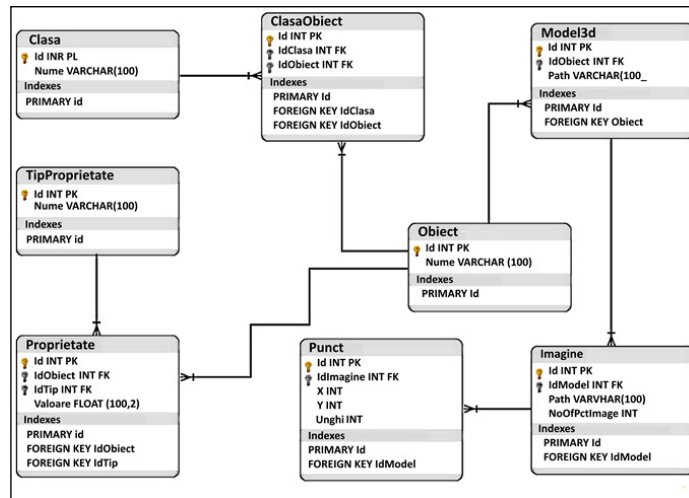 Clasa
Id INR PL
Nume VARCHAR(100)
Indexes
PRIMARY id
ClasaObiect
Id INT PK
IdClasa INT FK
IdObiect INT FK
Indexes
PRIMARY Id
FOREIGN KEY IdClasa
FOREIGN KEY IdObiect
Model3d
Id INT PK
IdObiect INT FK
Path VARCHAR(100_
Indexes
PRIMARY Id
FOREIGN KEY Obiect
TipProprietate
Id INT PK
Nume VARCHAR(100)
Indexes
PRIMARY id
Obiect
Id INT PK
Nume VARCHAR (100)
Indexes
PRIMARY Id
Proprietate
Id INT PK
IdObiect INT FK
IdTip INT FK
Valoare FLOAT (100,2)
Indexes
PRIMARY id
FOREIGN KEY IdObiect
FOREIGN KEY IdTip
Punct
Id INT PK
IdImagine INT FK
X INT
Y INT
Unghi INT
Indexes
PRIMARY Id
FOREIGN KEY IdModel
Imagine
Id INT PK
IdModel INT FK
Path VARVHAR(100)
NoOfPctImage INT
Indexes
PRIMARY Id
FOREIGN KEY IdModel